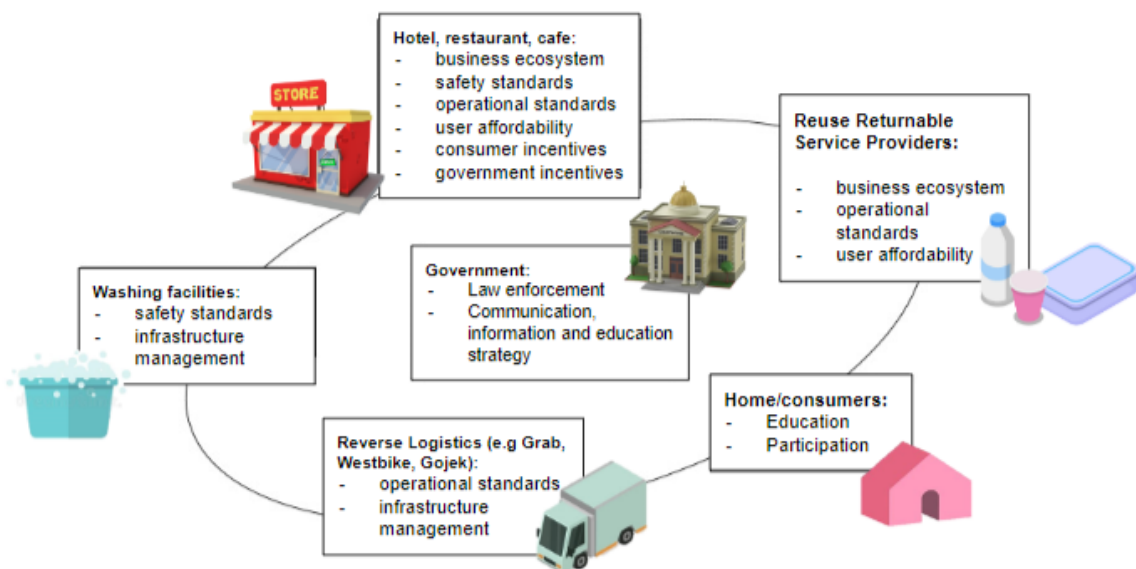 Hotel, restaurant, cafe:
- business ecosystem
- safety standards
- operational standards
- user affordability
- consumer incentives
- government incentives
STORE
Reuse Returnable
Service Providers:
- business ecosystem
- operational
standards
- user affordability
Government:
- Law enforcement
- Communication,
information and education
strategy
Washing facilities:
- safety standards
- infrastructure
management
Home/consumers:
- Education
- Participation
Reverse Logistics (e.g Grab,
Westbike, Gojek):
- operational standards
- infrastructure
management